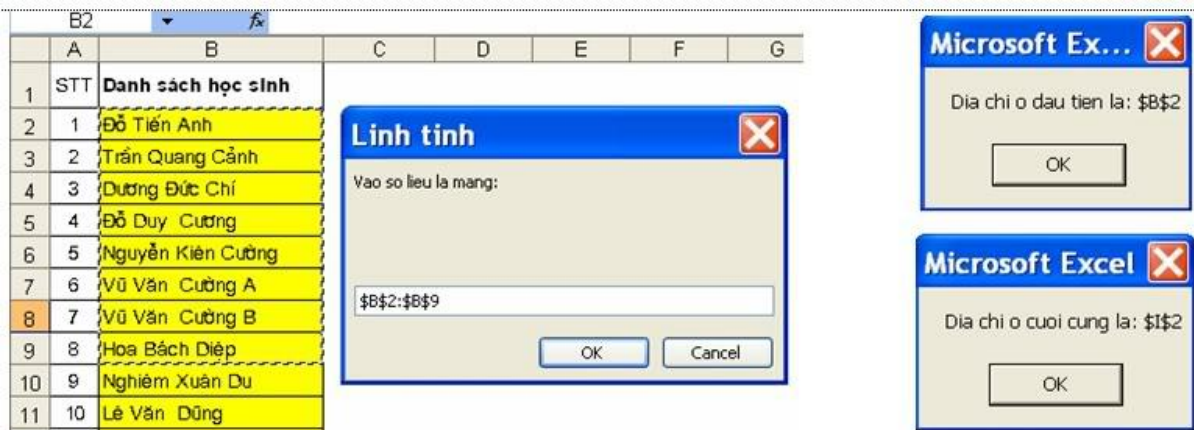 B2 fx
A B C D E F G
1 STT Danh sách học sinh
2 1 Đỗ Tiến Anh
3 2 Trần Quang Cảnh
4 3 Dương Đức Chí
5 4 Đỗ Duy Cương
6 5 Nguyễn Kiên Cường
7 6 Vũ Văn Cường A
8 7 Vũ Văn Cường B
9 8 Hoa Bách Diệp
10 9 Nghiêm Xuân Du
11 10 Lê Văn Dũng
Linh tinh
Vao so lieu la mang:
$B$2:$B$9
OK Cancel
Microsoft Ex...
Dia chi o dau tien la: $B$2
OK
Microsoft Excel
Dia chi o cuoi cung la: $I$2
OK